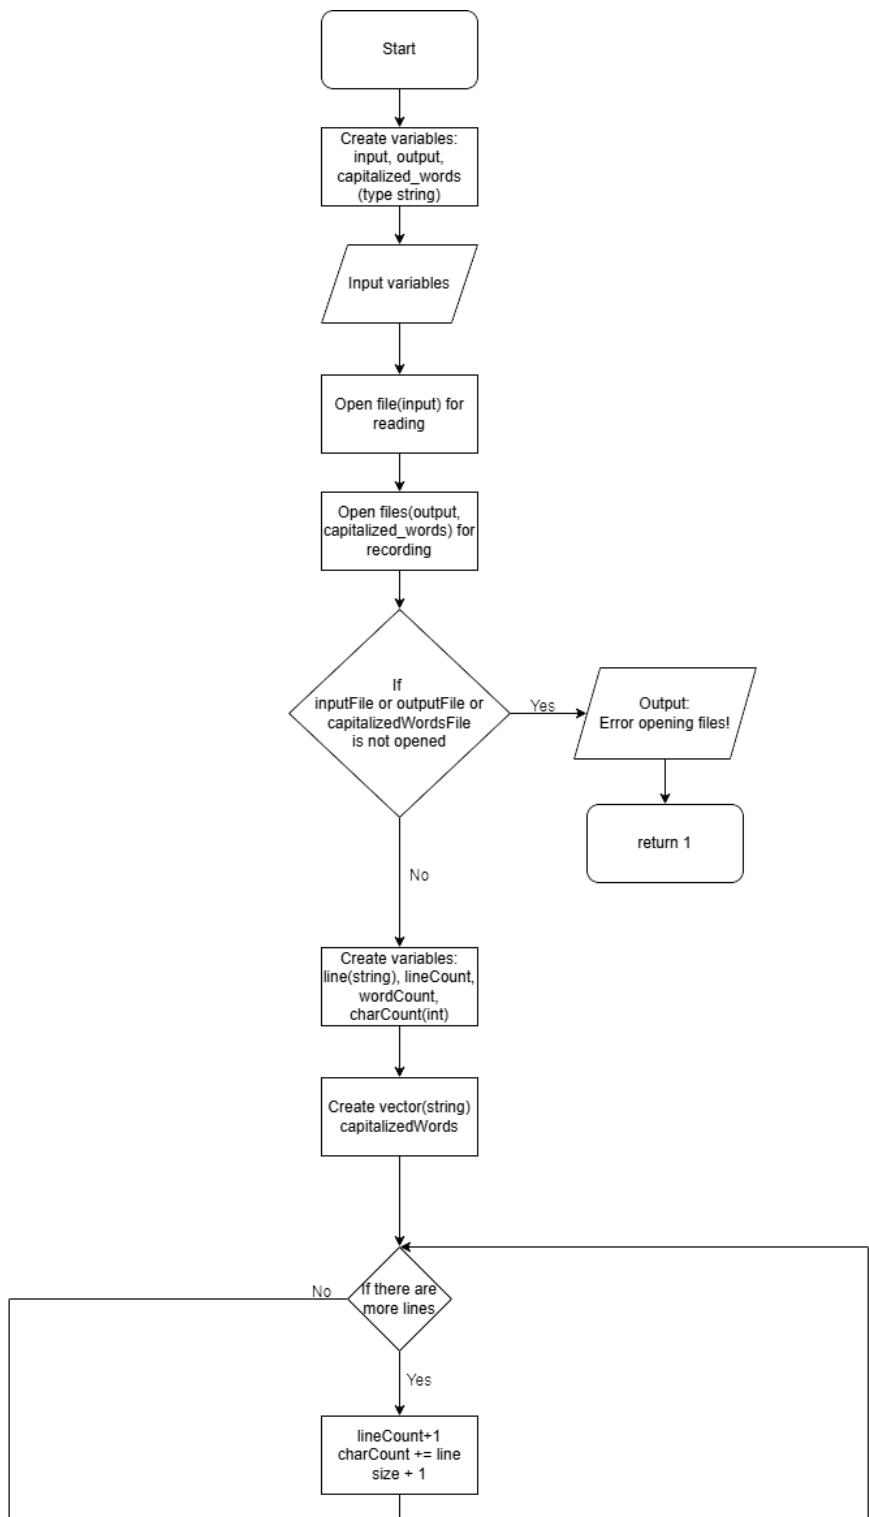 Start
Create variables:
input, output,
capitalized_words
(type string)
Input variables
Open file(input) for
reading
Open files(output,
capitalized_words) for
recording
If
inputFile or outputFile or
capitalizedWordsFile
is not opened
Yes
Output:
Error opening files!
return 1
No
Create variables:
line(string), lineCount,
wordCount,
charCount(int)
Create vector(string)
capitalizedWords
If there are
more lines
No
Yes
lineCount+1
charCount += line
size + 1